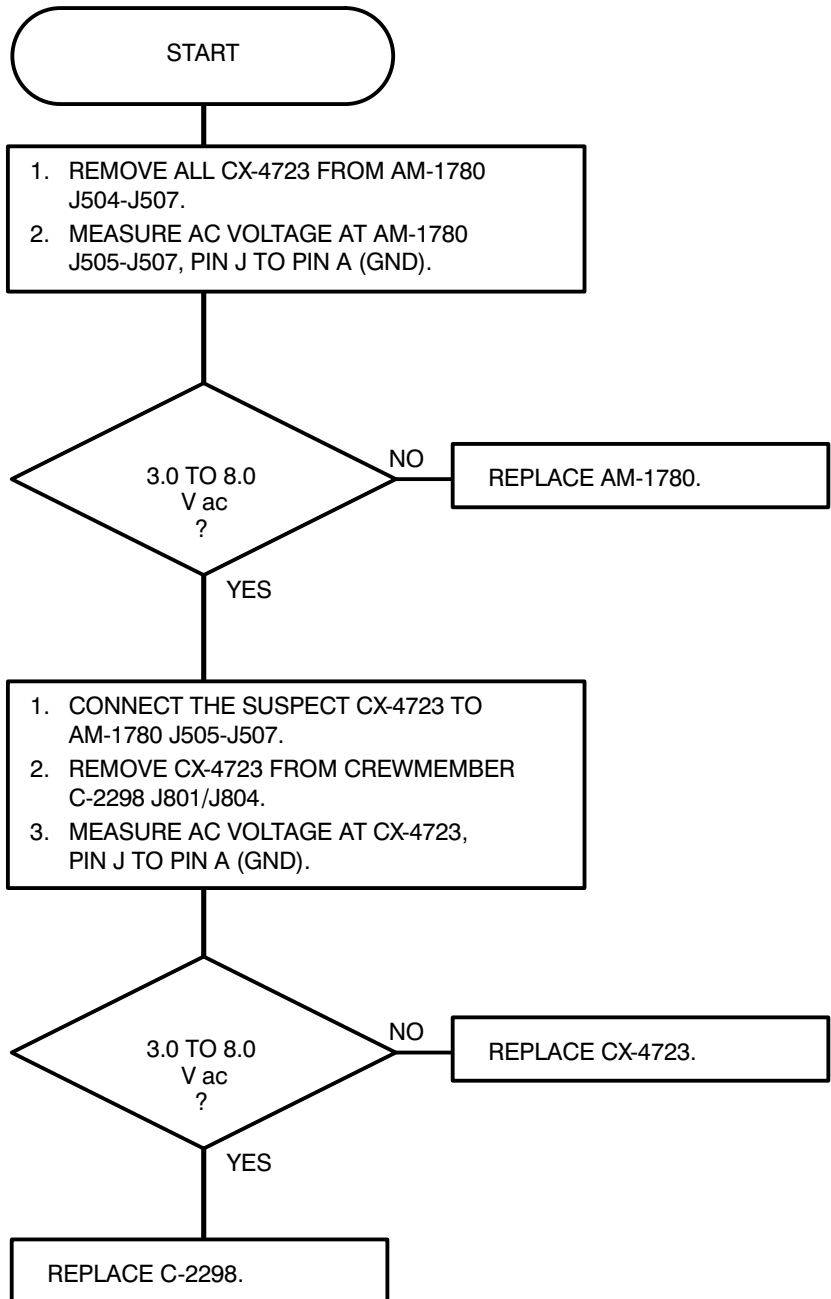 START
1. REMOVE ALL CX-4723 FROM AM-1780
J504-J507.
2. MEASURE AC VOLTAGE AT AM-1780
J505-J507, PIN J TO PIN A (GND).
3.0 TO 8.0
V ac
?
NO
REPLACE AM-1780.
YES
1. CONNECT THE SUSPECT CX-4723 TO
AM-1780 J505-J507.
2. REMOVE CX-4723 FROM CREWMEMBER
C-2298 J801/J804.
3. MEASURE AC VOLTAGE AT CX-4723,
PIN J TO PIN A (GND).
3.0 TO 8.0
V ac
?
NO
REPLACE CX-4723.
YES
REPLACE C-2298.